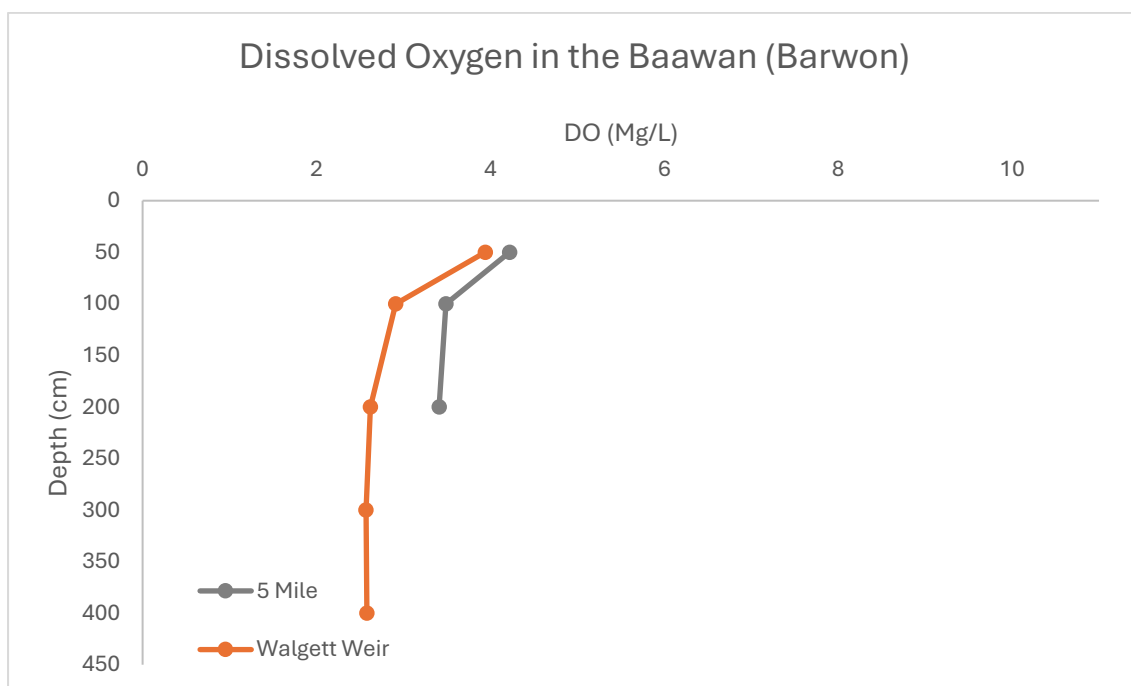 Dissolved Oxygen in the Baawan (Barwon)
DO (Mg/L)
0 2 4 6 8 10
0
50
100
150
200
250
300
350
400
450
Depth (cm)
5 Mile
Walgett Weir